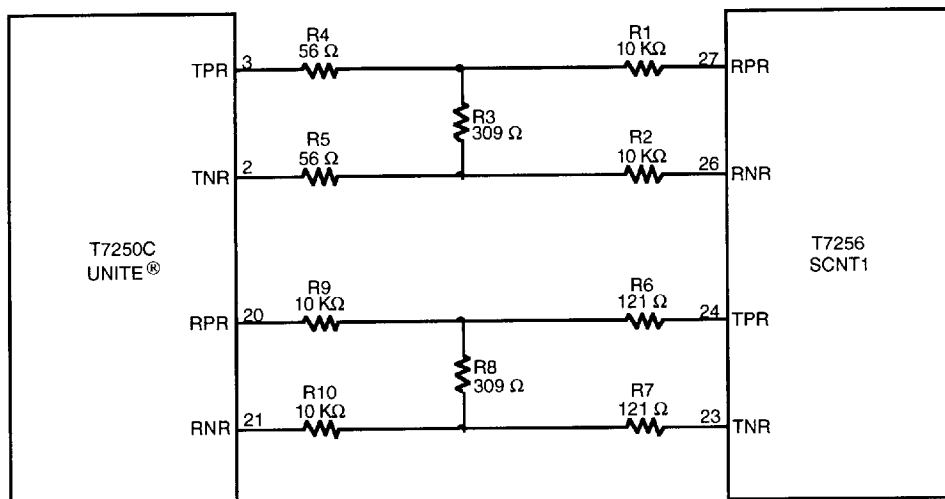 R4
56 Ω
R1
10 KΩ
TPR
3
27
RPR
R3
309 Ω
R5
56 Ω
R2
10 KΩ
TNR
2
26
RNR
T7250C
UNITE®
T7256
SCNT1
R9
10 KΩ
R6
121 Ω
RPR
20
24
TPR
R8
309 Ω
R10
10 KΩ
R7
121 Ω
RNR
21
23
TNR